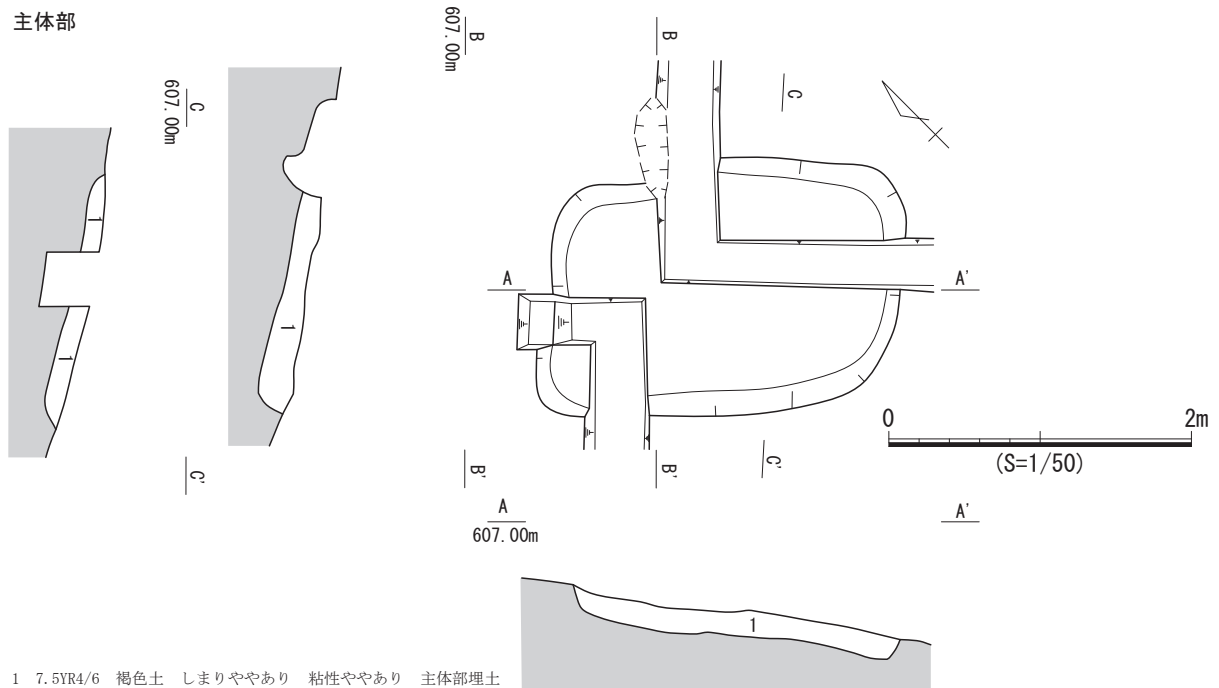 主体部
B
607.00m
B
C
607.00m
C
1
1
1
A
A'
0
2m
(S=1/50)
C'
B'
B'
C'
A
607.00m
A'
1
1 7.5YR4/6 褐色土 しまりややあり 粘性ややあり 主体部埋土